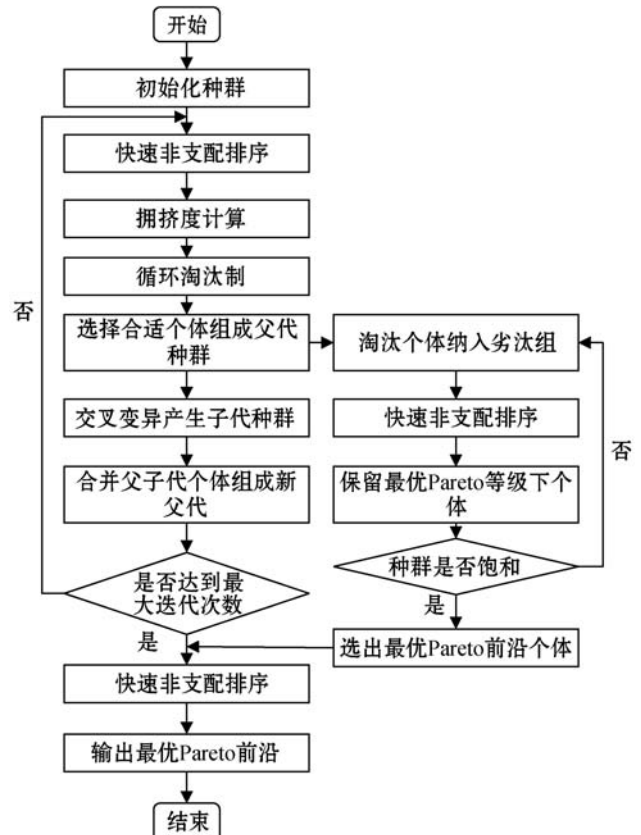 开始
初始化种群
快速非支配排序
拥挤度计算
循环淘汰制
选择合适个体组成父代
种群
交叉变异产生子代种群
合并父子代个体组成新
父代
是否达到最
大迭代次数
否
是
淘汰个体纳入劣汰组
快速非支配排序
保留最优Pareto等级下个
体
种群是否饱和
否
是
选出最优Pareto前沿个体
快速非支配排序
输出最优Pareto前沿
结束